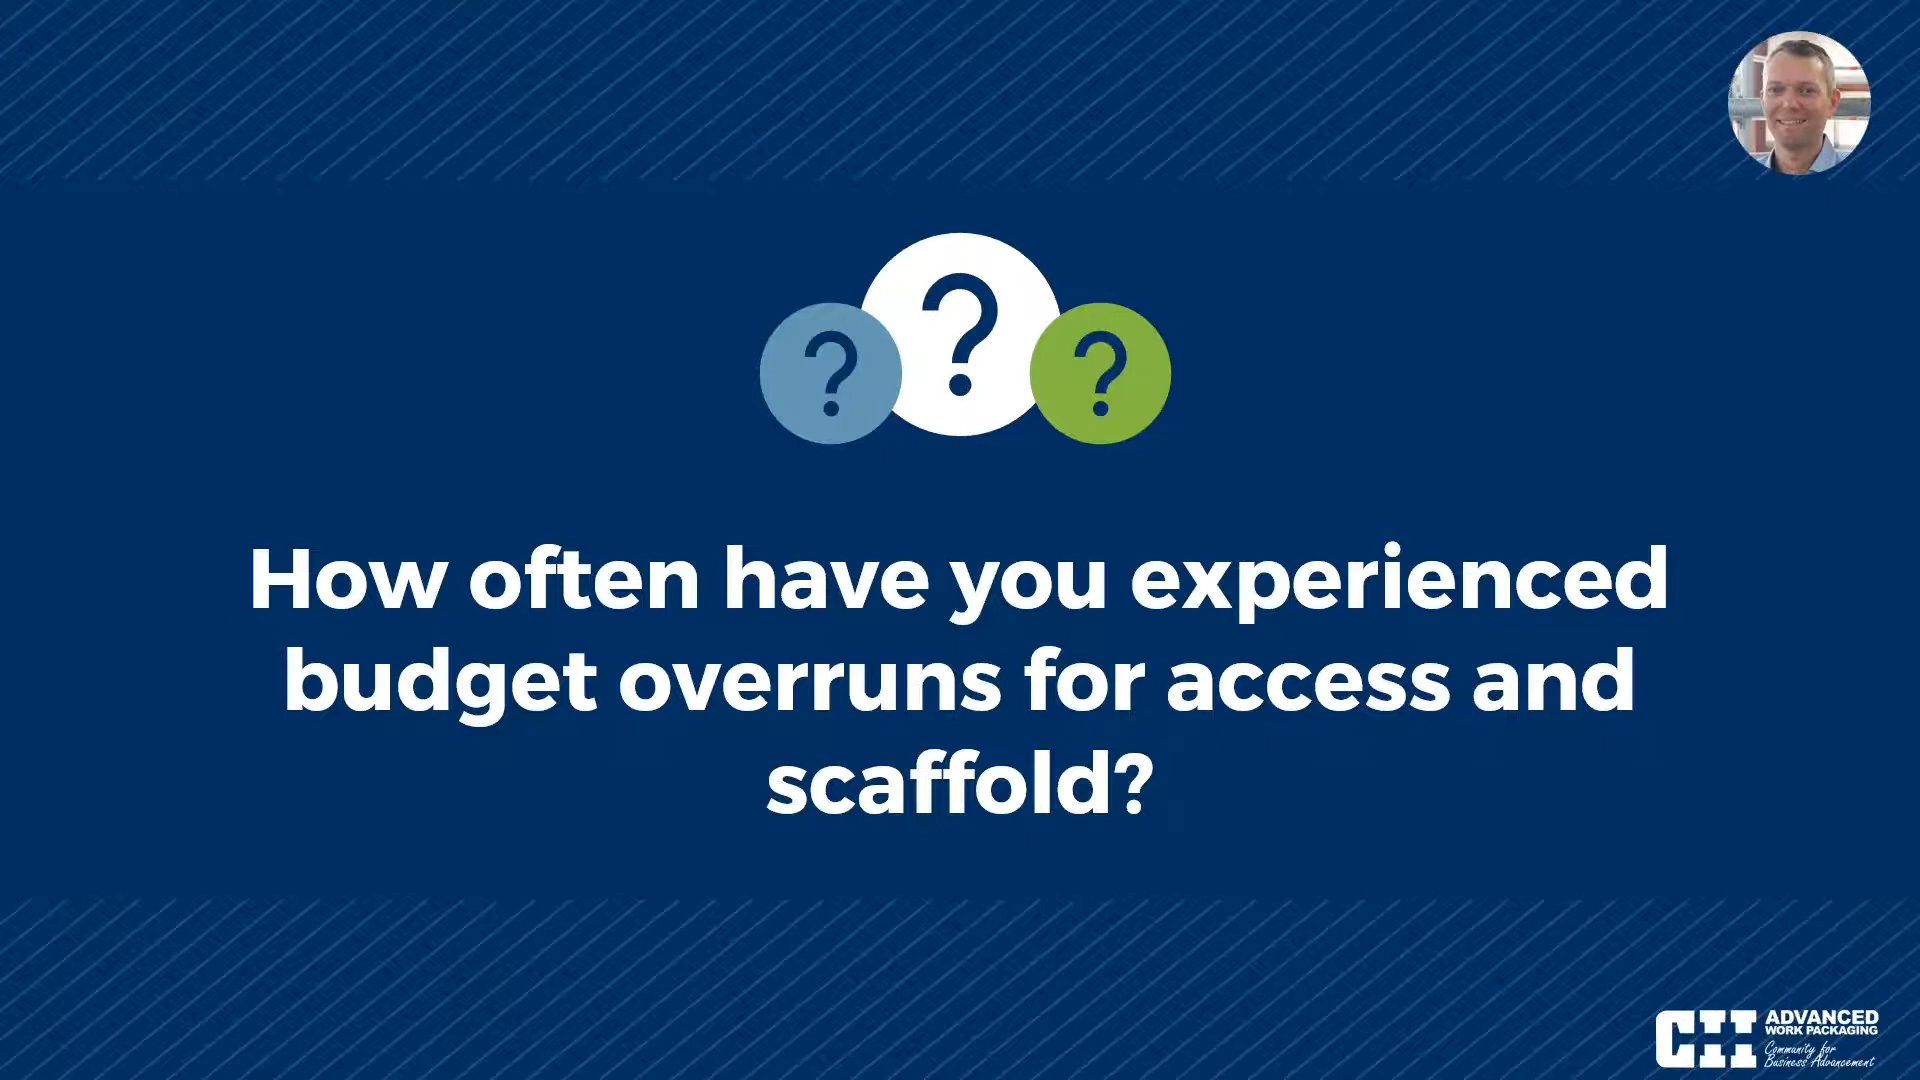 ?
?
?
How often have you experienced
budget overruns for access and
scaffold?
CII
ADVANCED
WORK PACKAGING
Community for
Business Advancement